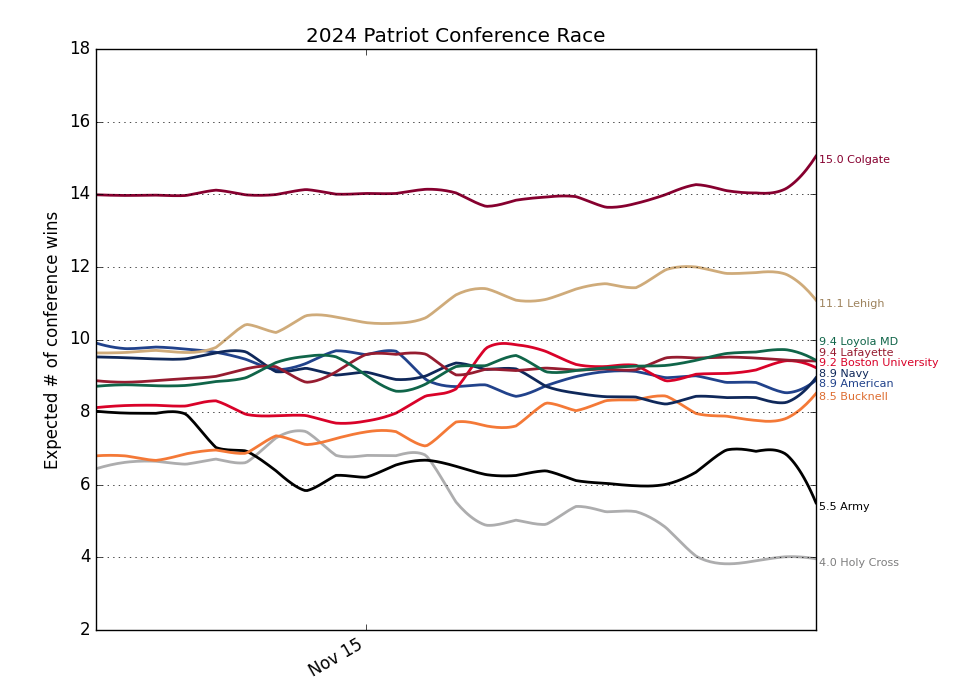 2024 Patriot Conference Race
Expected # of conference wins
18
16
14
12
10
8
6
4
2
Nov 15
15.0 Colgate
11.1 Lehigh
9.4 Loyola MD
9.4 Lafayette
9.2 Boston University
8.9 Navy
8.9 American
8.5 Bucknell
5.5 Army
4.0 Holy Cross